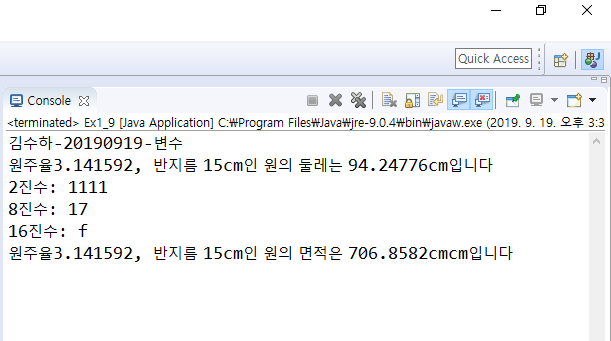 Quick Access
Console
<terminated> Ex1_9 [Java Application] C:₩Program Files₩Java₩jre-9.0.4₩bin₩javaw.exe (2019. 9. 19. 오후 3:3
김수하-20190919-변수
원주율3.141592, 반지름 15cm인 원의 둘레는 94.24776cm입니다
2진수: 1111
8진수: 17
16진수: f
원주율3.141592, 반지름 15cm인 원의 면적은 706.8582cmcm입니다